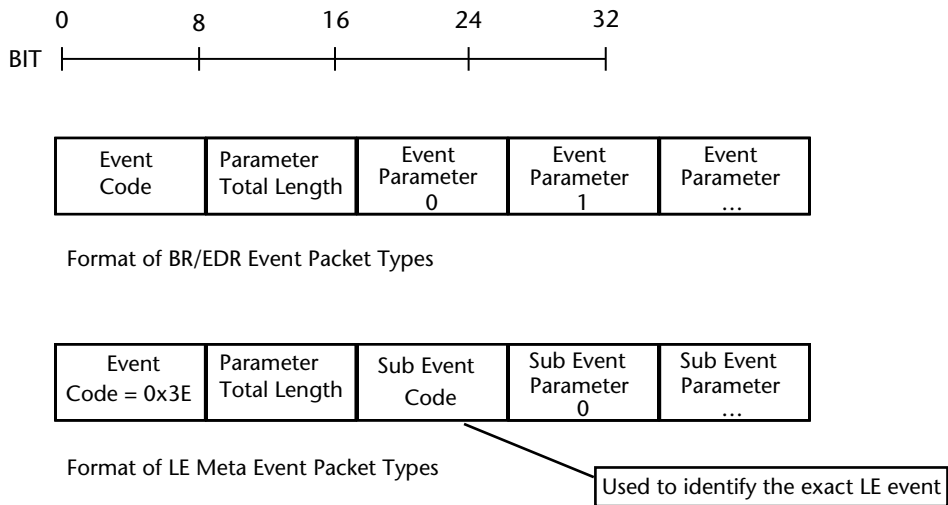 0 8 16 24 32
BIT
Event Code
Parameter Total Length
Event Parameter 0
Event Parameter 1
Event Parameter ...
Format of BR/EDR Event Packet Types
Event Code = 0x3E
Parameter Total Length
Sub Event Code
Sub Event Parameter 0
Sub Event Parameter ...
Format of LE Meta Event Packet Types
Used to identify the exact LE event